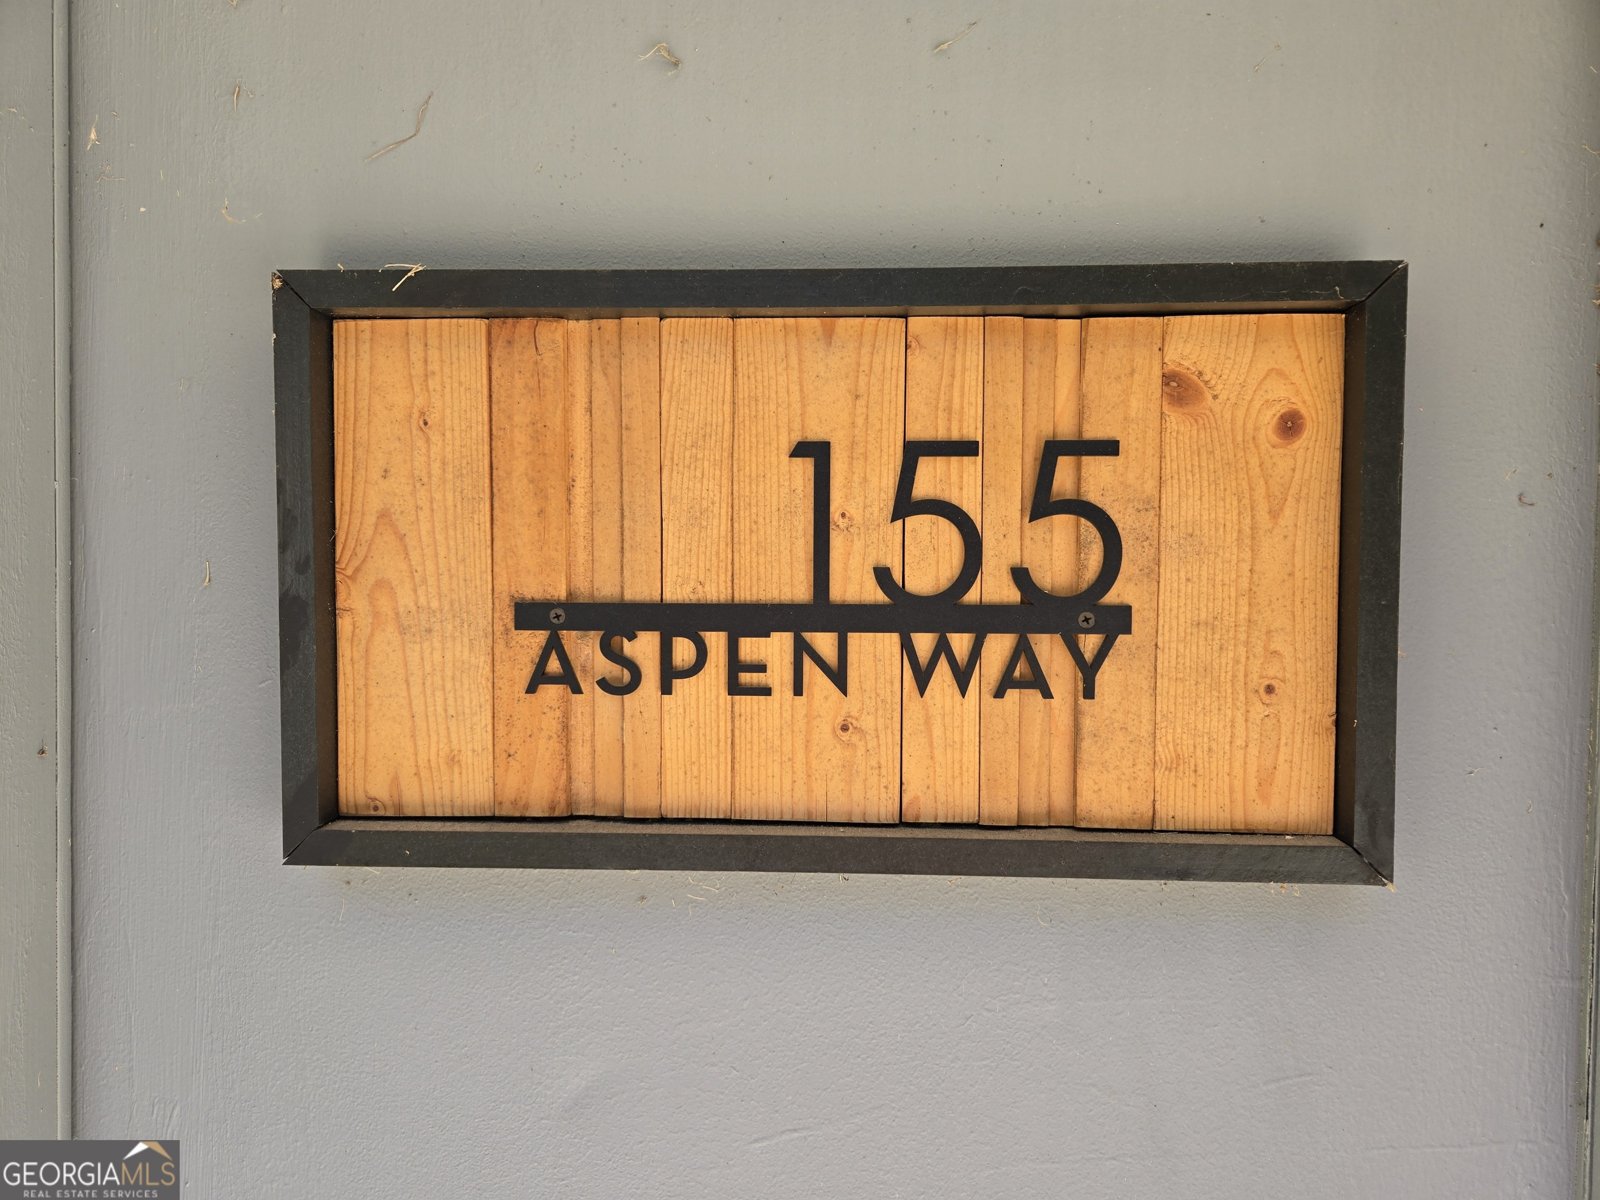 155
ASPEN WAY
GEORGIAMLS
REAL ESTATE SERVICES